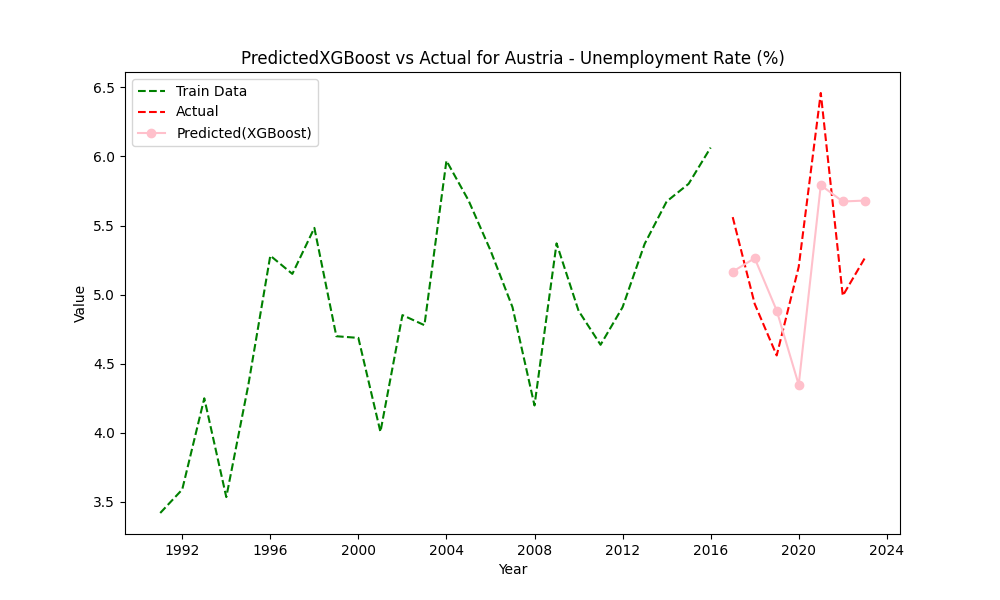 PredictedXGBoost vs Actual for Austria - Unemployment Rate (%)
Train Data
Actual
Predicted(XGBoost)
Value
6.5
6.0
5.5
5.0
4.5
4.0
3.5
1992 1996 2000 2004 2008 2012 2016 2020 2024
Year